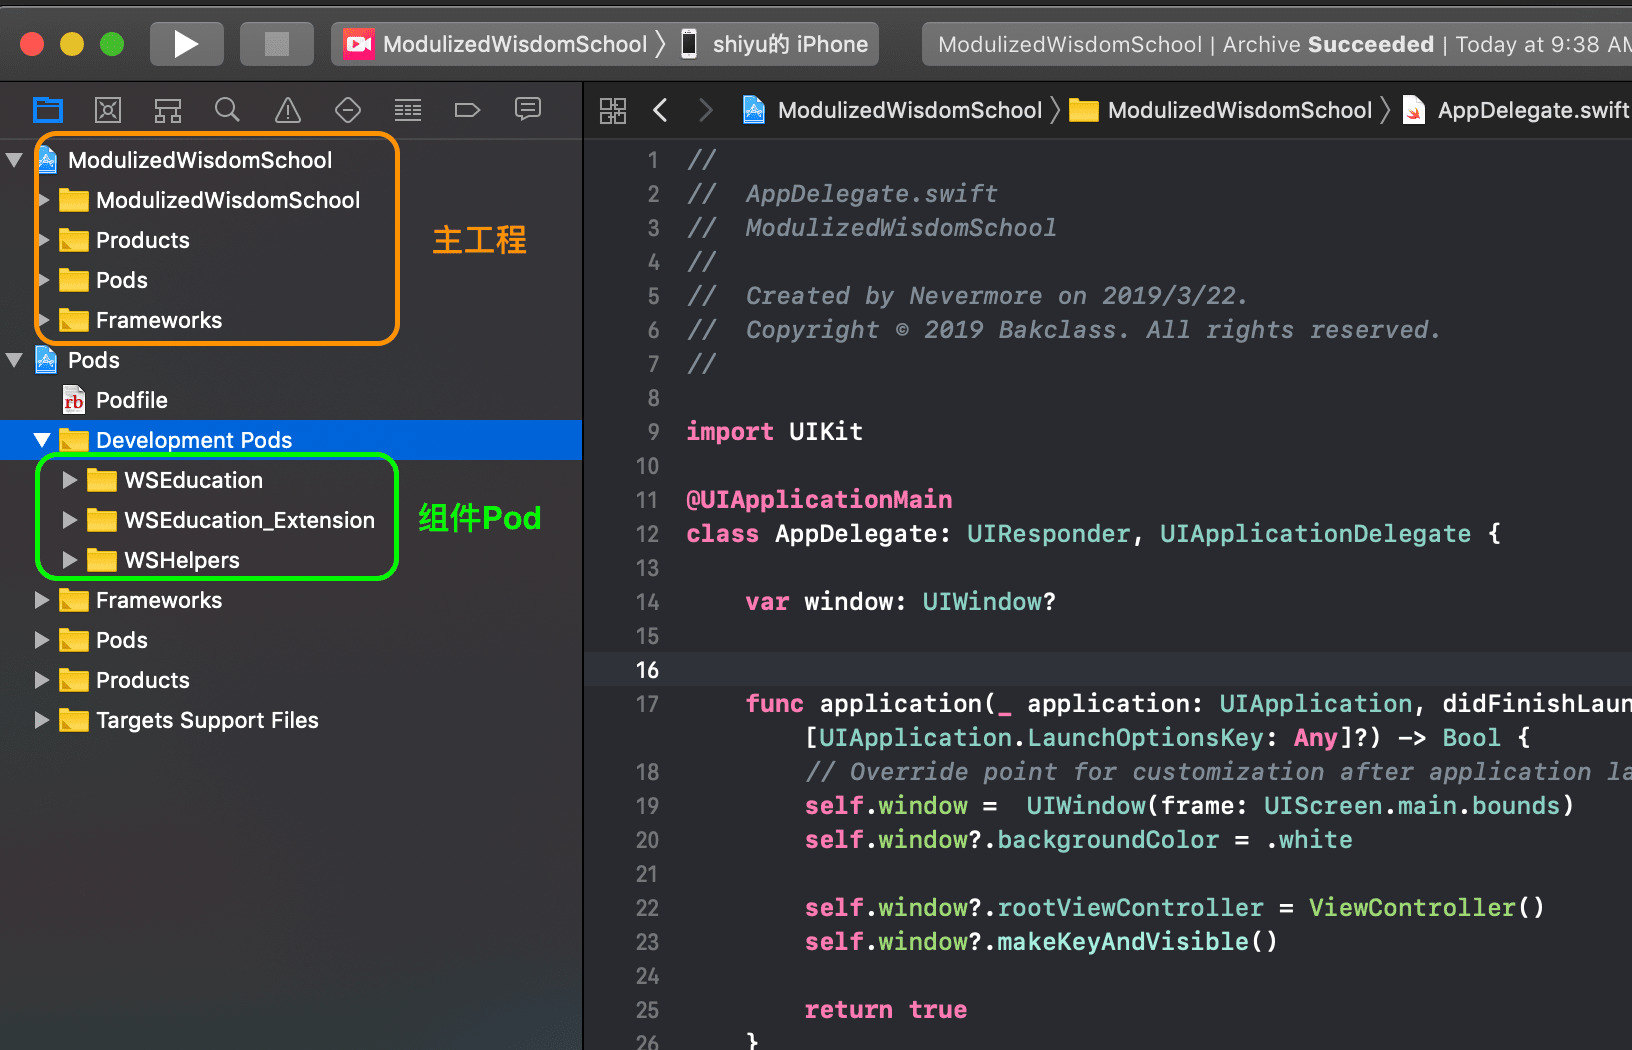 ModulizedWisdomSchool 〉 shiyu的 iPhone
ModulizedWisdomSchool | Archive Succeeded | Today at 9:38 AM
ModulizedWisdomSchool 〉 ModulizedWisdomSchool 〉 AppDelegate.swift
ModulizedWisdomSchool
ModulizedWisdomSchool
Products
Pods
Frameworks
主工程
Pods
rb Podfile
Development Pods
WSEducation
WSEducation_Extension
WSHelpers
组件Pod
Frameworks
Pods
Products
Targets Support Files
1 //
2 //  AppDelegate.swift
3 //  ModulizedWisdomSchool
4 //
5 //  Created by Nevermore on 2019/3/22.
6 //  Copyright © 2019 Bakclass. All rights reserved.
7 //
8
9 import UIKit
10
11 @UIApplicationMain
12 class AppDelegate: UIResponder, UIApplicationDelegate {
13
14     var window: UIWindow?
15
16
17     func application(_ application: UIApplication, didFinishLaun
[UIApplication.LaunchOptionsKey: Any]?) -> Bool {
18         // Override point for customization after application la
19         self.window =  UIWindow(frame: UIScreen.main.bounds)
20         self.window?.backgroundColor = .white
21
22         self.window?.rootViewController = ViewController()
23         self.window?.makeKeyAndVisible()
24
25         return true
26     }